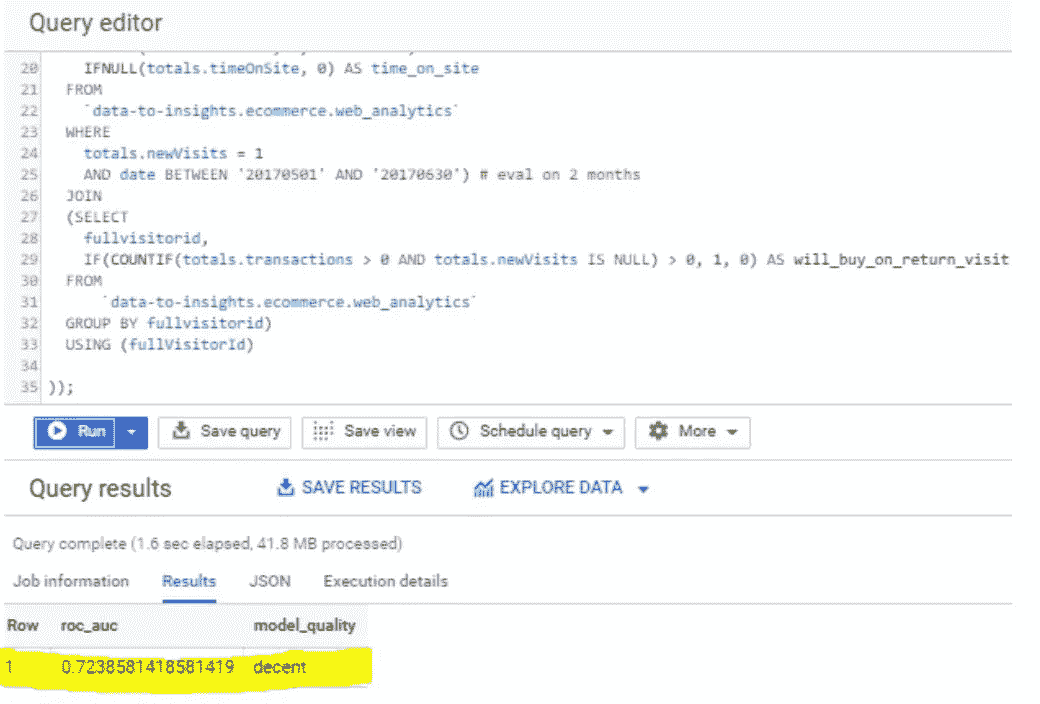 Query editor
20 IFNULL(totals.timeOnSite, 0) AS time_on_site
21 FROM
22 `data-to-insights.ecommerce.web_analytics`
23 WHERE
24 totals.newVisits = 1
25 AND date BETWEEN '20170501' AND '20170630') # eval on 2 months
26 JOIN
27 (SELECT
28 fullvisitorid,
29 IF(COUNTIF(totals.transactions > 0 AND totals.newVisits IS NULL) > 0, 1, 0) AS will_buy_on_return_visit
30 FROM
31 `data-to-insights.ecommerce.web_analytics`
32 GROUP BY fullvisitorid)
33 USING (fullVisitorId)
34
35 ));
Run Save query Save view Schedule query More
Query results SAVE RESULTS EXPLORE DATA
Query complete (1.6 sec elapsed, 41.8 MB processed)
Job information Results JSON Execution details
Row roc_auc model_quality
1 0.7238581418581419 decent